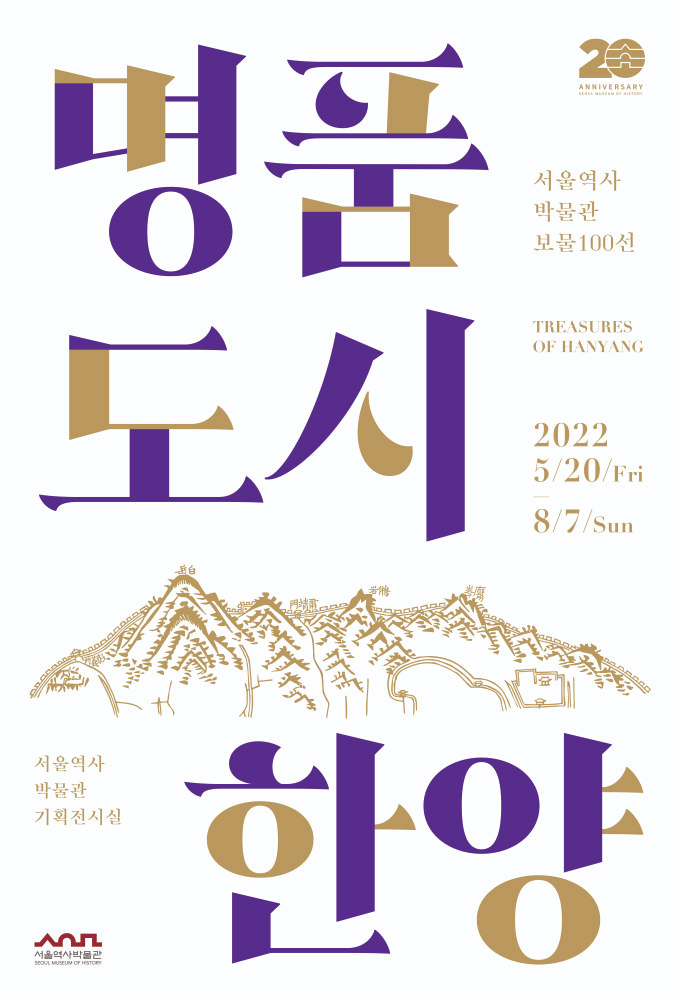 명품
도시
한양
20
ANNIVERSARY
SEOUL MUSEUM OF HISTORY
서울역사
박물관
보물100선
TREASURES
OF HANYANG
2022
5/20/Fri
8/7/Sun
서울역사
박물관
기획전시실
서울역사박물관
SEOUL MUSEUM OF HISTORY